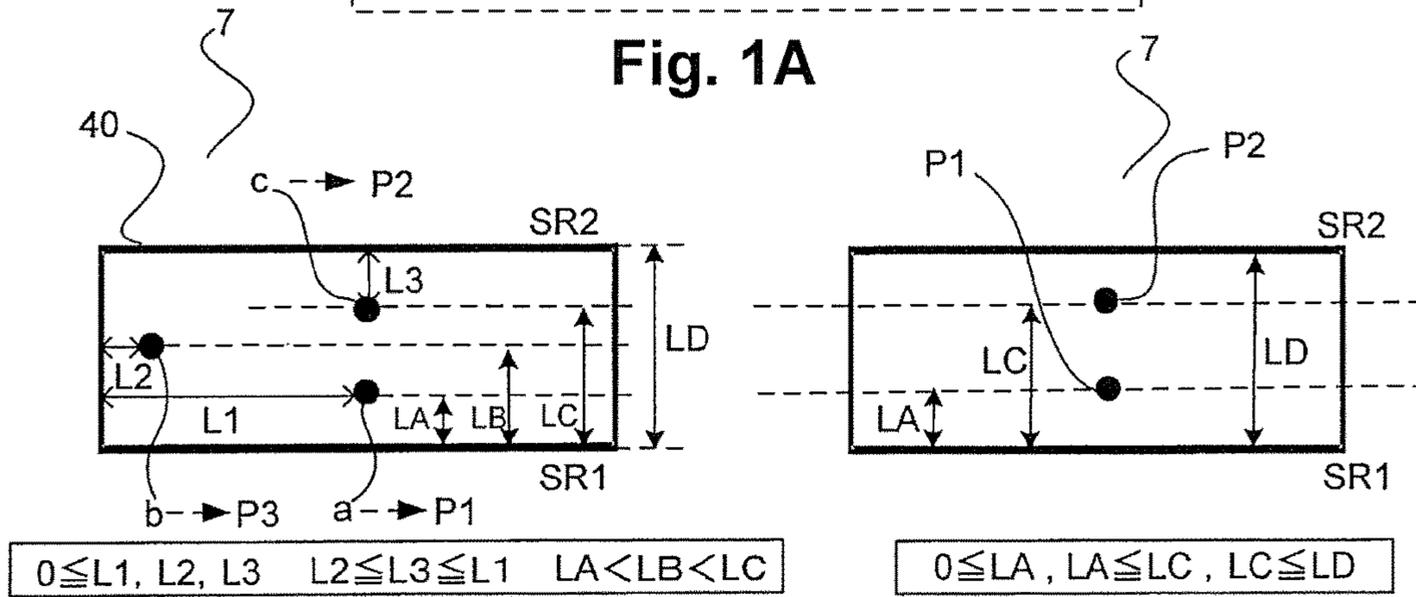 Fig. 1A
7
40
c P2
SR2
L3
LD
L2
L1
LA
LB
LC
SR1
b P3
a P1
0≦L1, L2, L3 L2≦L3≦L1 LA<LB<LC
7
P1
P2
SR2
LC
LD
LA
SR1
0≦LA , LA≦LC , LC≦LD